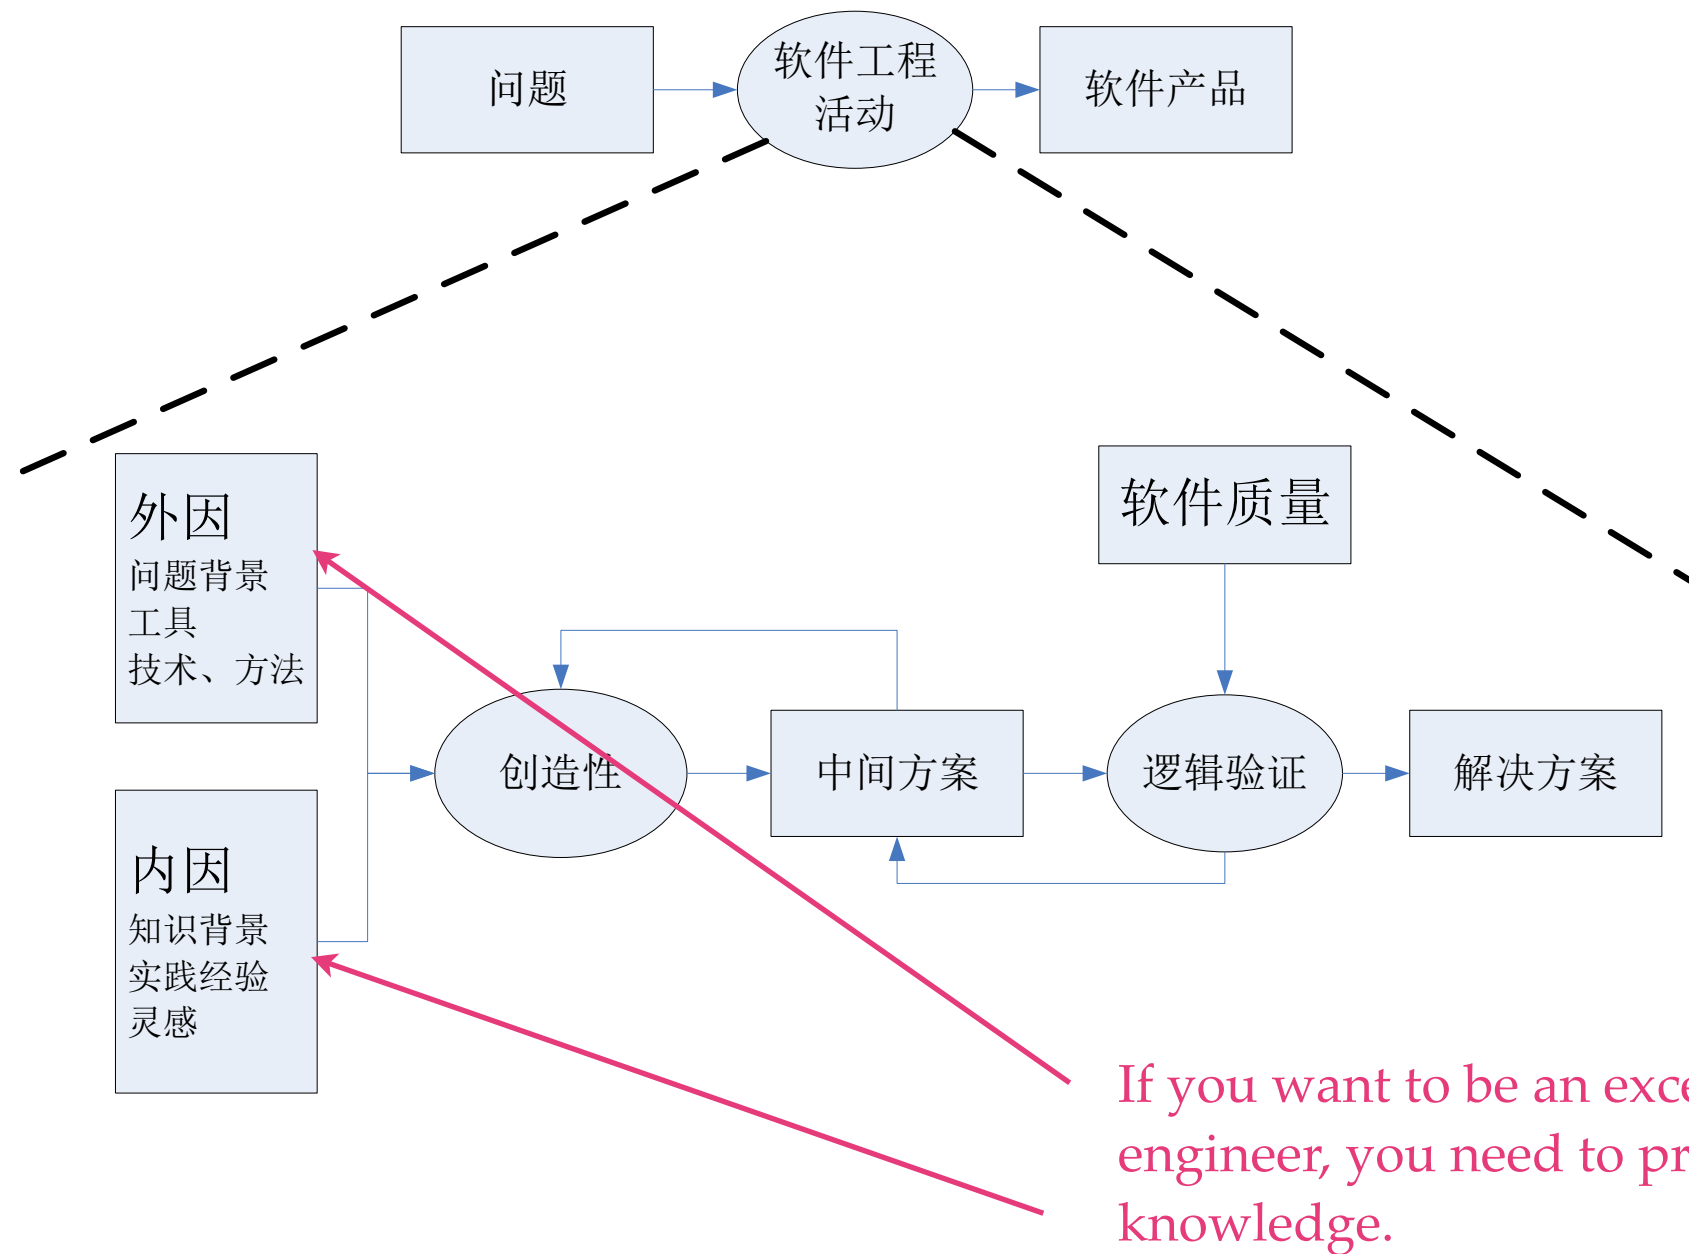 问题
软件工程
活动
软件产品
外因
问题背景
工具
技术、方法
软件质量
创造性
中间方案
逻辑验证
解决方案
内因
知识背景
实践经验
灵感
If you want to be an
engineer, you need to
knowledge.